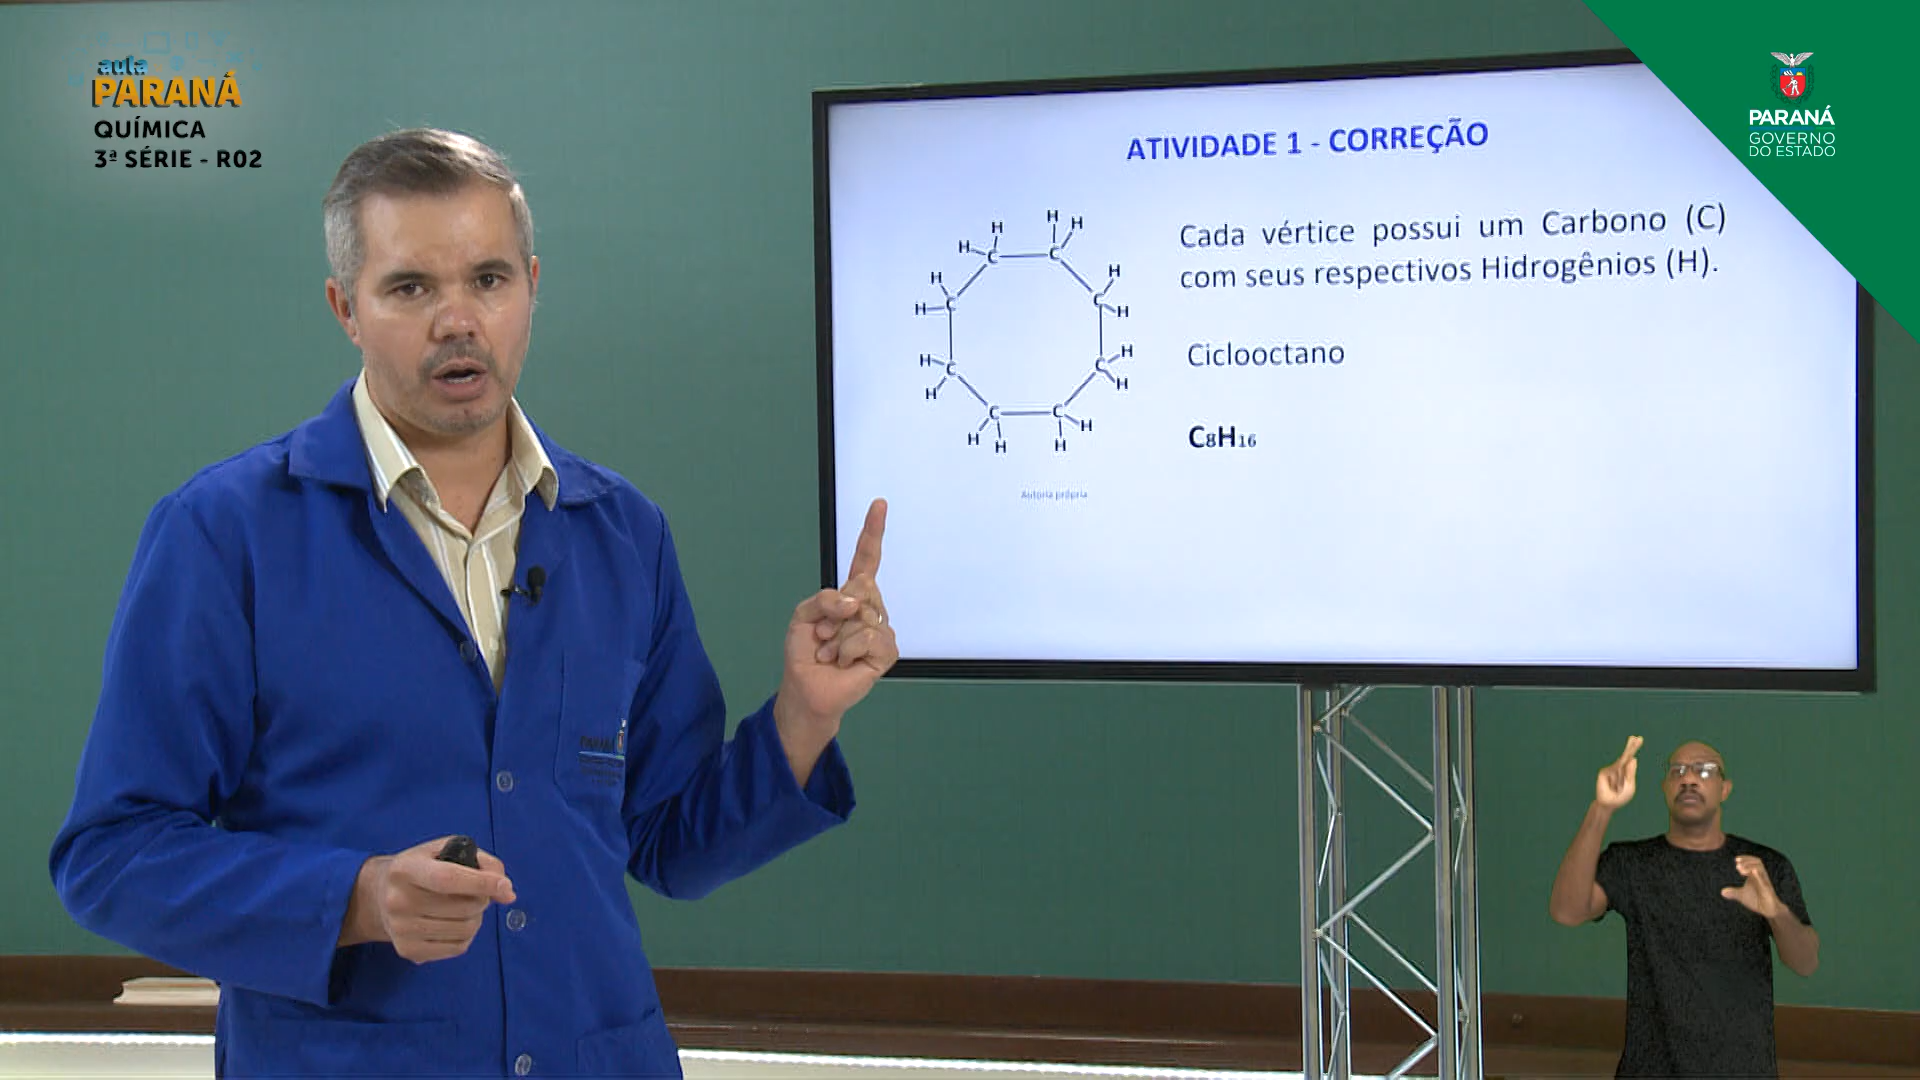 aula
PARANÁ
QUÍMICA
3ª SÉRIE - R02
PARANÁ
GOVERNO
DO ESTADO
ATIVIDADE 1 - CORREÇÃO
Cada vértice possui um Carbono (C)
com seus respectivos Hidrogênios (H).
Ciclooctano
C₈H₁₆
H H
H H
H C C H
H H
H C C H
H C C H
H H
C C
H H H H
Autoria própria